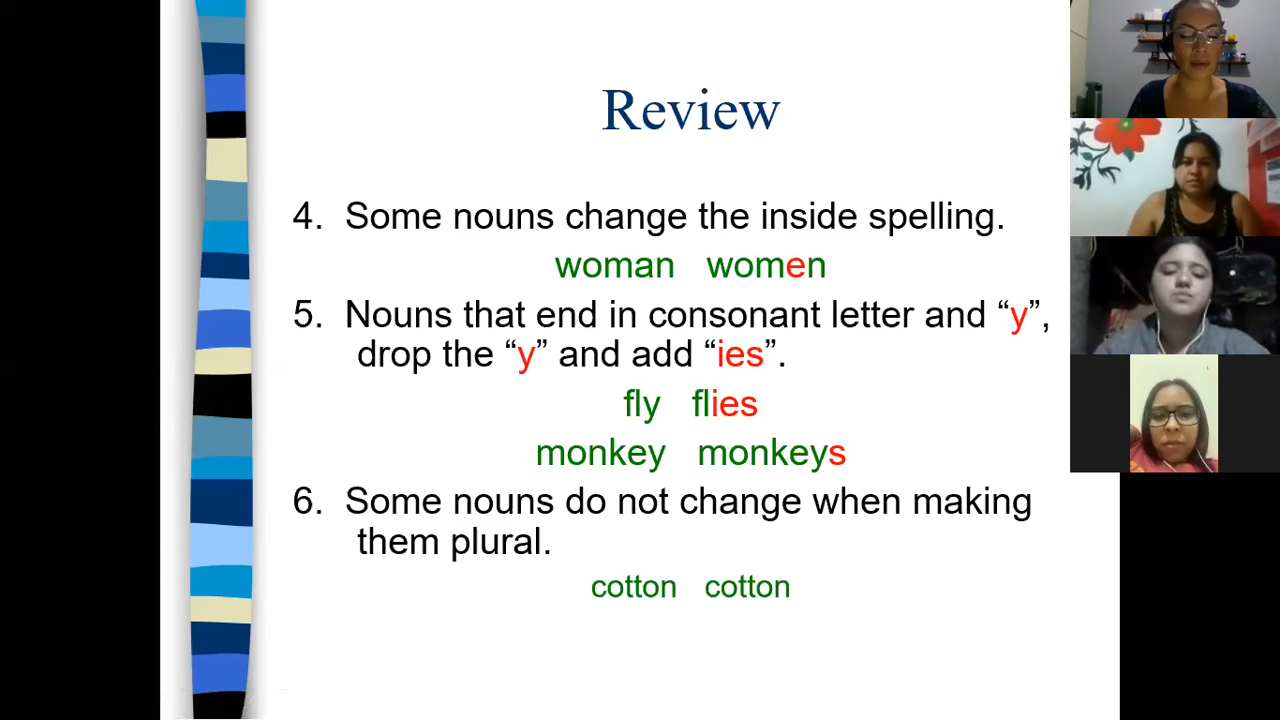 Review
4. Some nouns change the inside spelling.
woman women
5. Nouns that end in consonant letter and “y”,
drop the “y” and add “ies”.
fly flies
monkey monkeys
6. Some nouns do not change when making
them plural.
cotton cotton